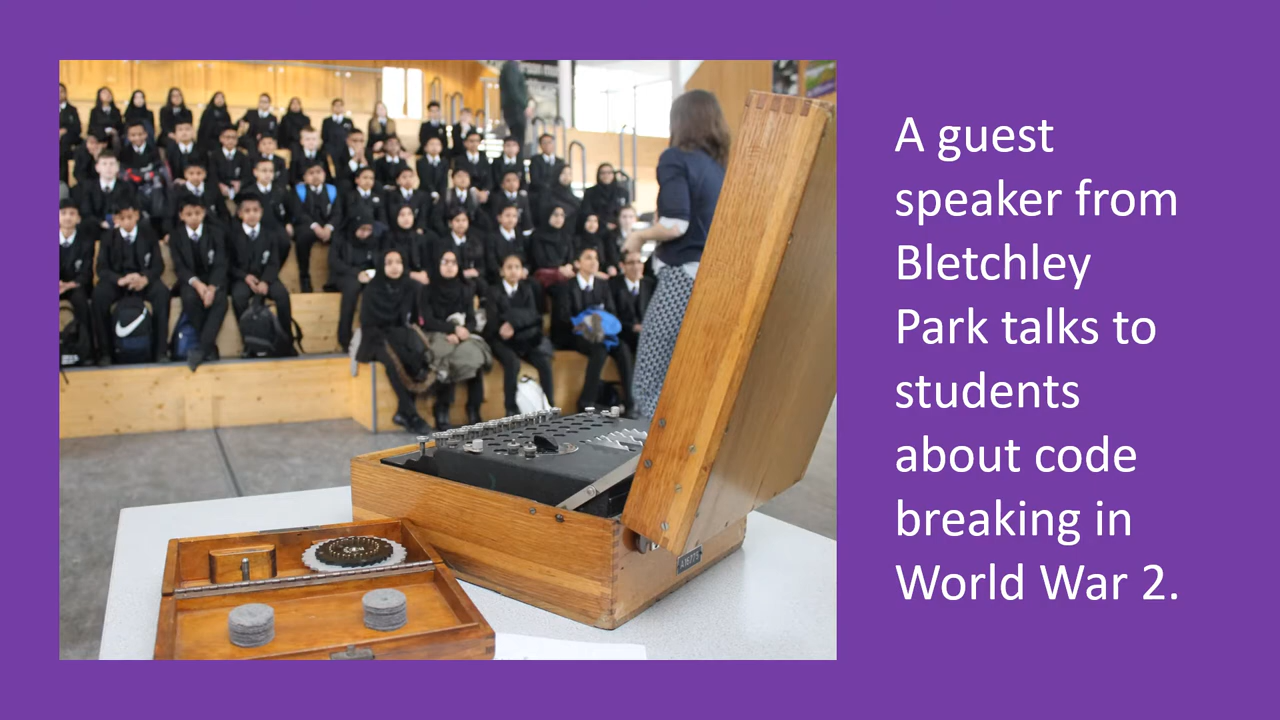 A guest
speaker from
Bletchley
Park talks to
students
about code
breaking in
World War 2.